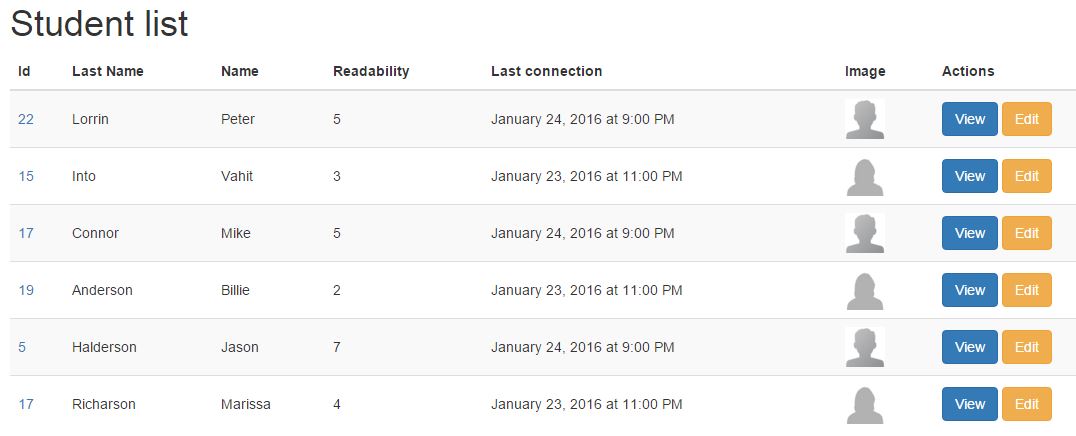 Student list
Id Last Name Name Readability Last connection Image Actions
22 Lorrin Peter 5 January 24, 2016 at 9:00 PM View Edit
15 Into Vahit 3 January 23, 2016 at 11:00 PM View Edit
17 Connor Mike 5 January 24, 2016 at 9:00 PM View Edit
19 Anderson Billie 2 January 23, 2016 at 11:00 PM View Edit
5 Halderson Jason 7 January 24, 2016 at 9:00 PM View Edit
17 Richarson Marissa 4 January 23, 2016 at 11:00 PM View Edit